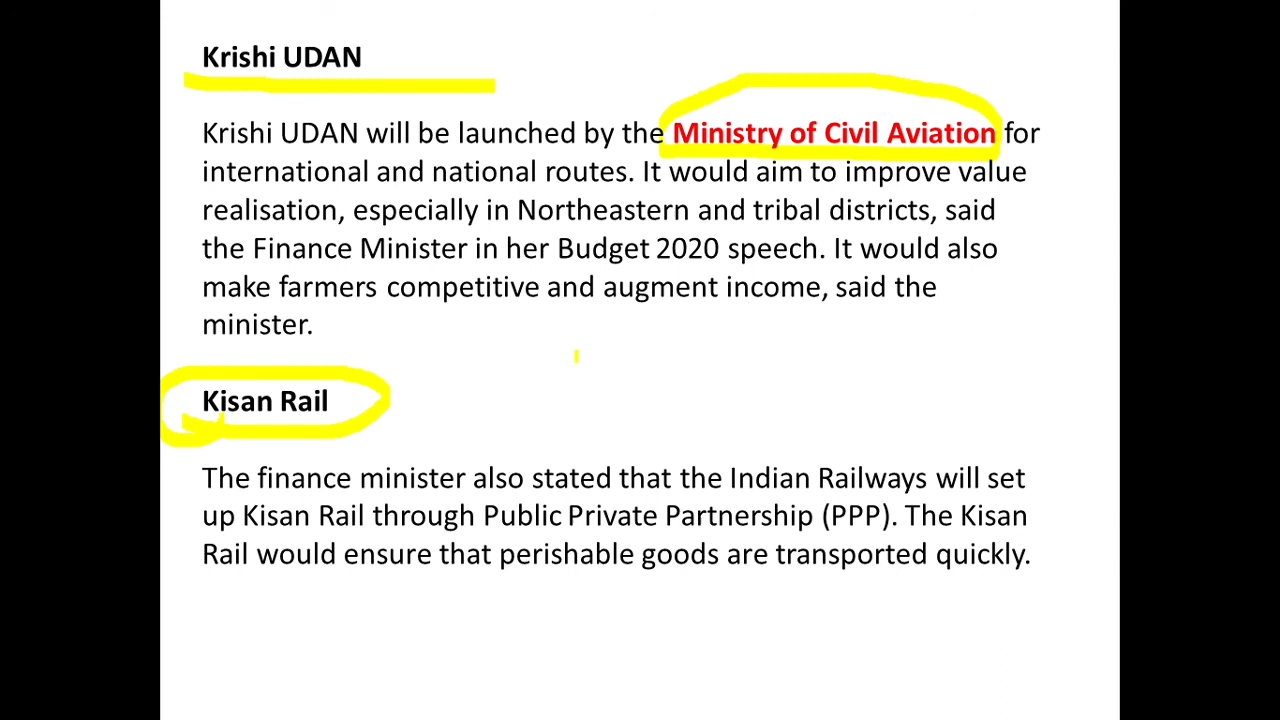 Krishi UDAN
Krishi UDAN will be launched by the Ministry of Civil Aviation for
international and national routes. It would aim to improve value
realisation, especially in Northeastern and tribal districts, said
the Finance Minister in her Budget 2020 speech. It would also
make farmers competitive and augment income, said the
minister.
Kisan Rail
The finance minister also stated that the Indian Railways will set
up Kisan Rail through Public Private Partnership (PPP). The Kisan
Rail would ensure that perishable goods are transported quickly.